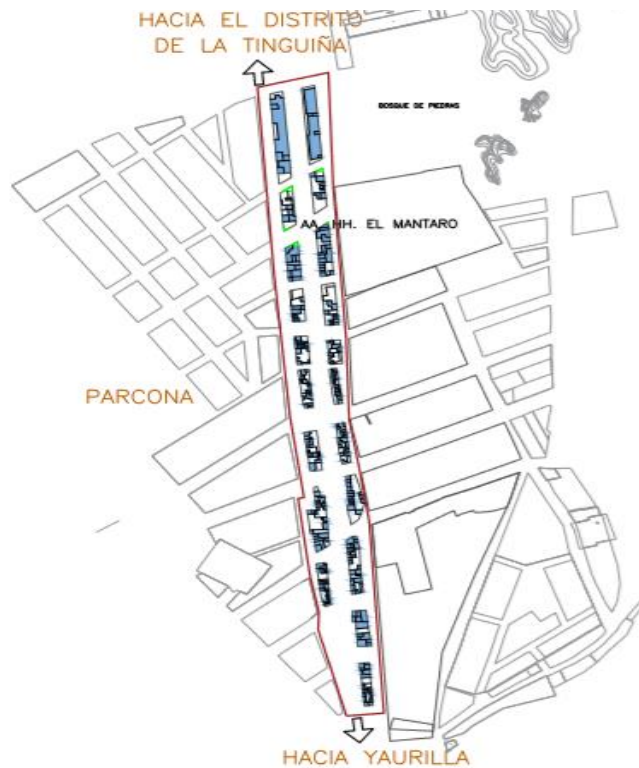 HACIA EL DISTRITO
DE LA TINGUIÑA
BOSQUE DE PIEDRAS
AA. HH. EL MANTARO
PARCONA
HACIA YAURILLA